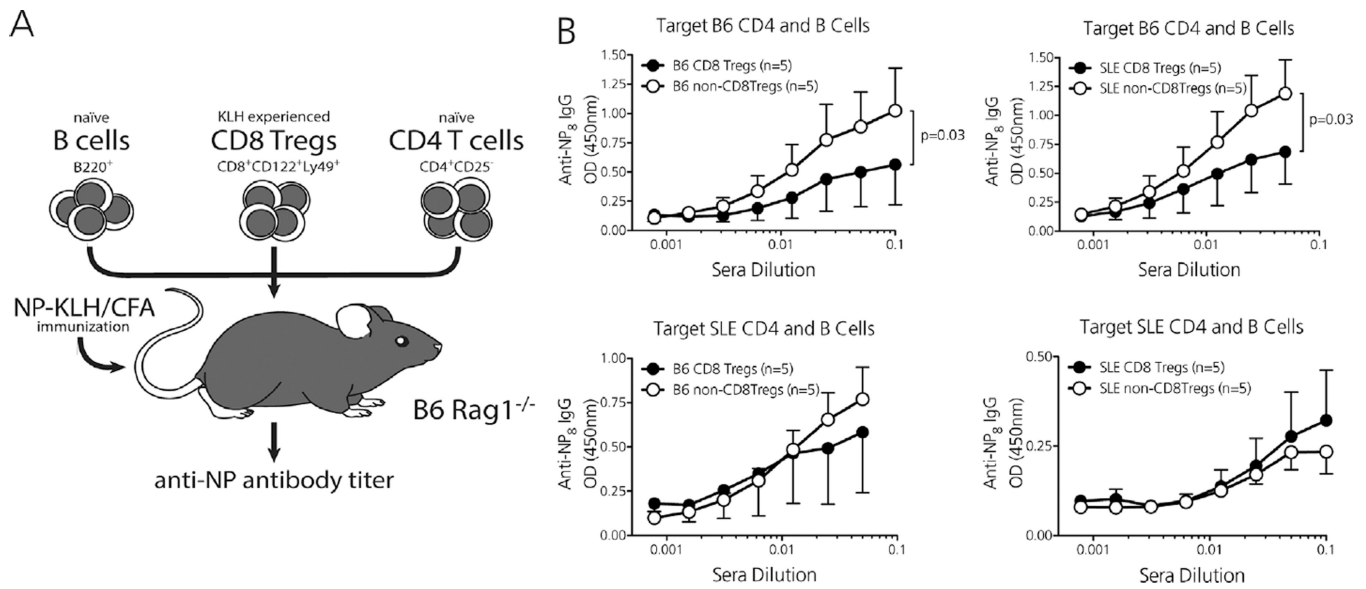 A
naïve
B cells
B220⁺
KLH experienced
CD8 Tregs
CD8⁺CD122⁺Ly49⁺
naïve
CD4 T cells
CD4⁺CD25⁻
NP-KLH/CFA
immunization
B6 Rag1⁻/⁻
anti-NP antibody titer
B
Target B6 CD4 and B Cells
B6 CD8 Tregs (n=5)
B6 non-CD8Tregs (n=5)
1.50
1.25
1.00
0.75
0.50
0.25
0.00
Anti-NP₈ IgG
OD (450nm)
p=0.03
0.001
0.01
0.1
Sera Dilution
Target B6 CD4 and B Cells
SLE CD8 Tregs (n=5)
SLE non-CD8Tregs (n=5)
1.50
1.25
1.00
0.75
0.50
0.25
0.00
Anti-NP₈ IgG
OD (450nm)
p=0.03
0.001
0.01
0.1
Sera Dilution
Target SLE CD4 and B Cells
B6 CD8 Tregs (n=5)
B6 non-CD8Tregs (n=5)
1.00
0.75
0.50
0.25
0.00
Anti-NP₈ IgG
OD (450nm)
0.001
0.01
0.1
Sera Dilution
Target SLE CD4 and B Cells
SLE CD8 Tregs (n=5)
SLE non-CD8Tregs (n=5)
0.50
0.25
0.00
Anti-NP₈ IgG
OD (450nm)
0.001
0.01
0.1
Sera Dilution